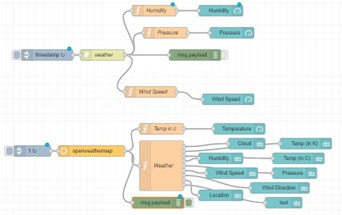 Humidity
Humidity
Pressure
Pressure
timestamp ↻
weather
msg.payload
Wind Speed
Wind Speed
Temp in c
Temperature
Cloud
Temp (in K)
1 ↻
openweathermap
Weather
Humidity
Temp (in C)
Wind Speed
Pressure
Wind Direction
Location
msg.payload
text